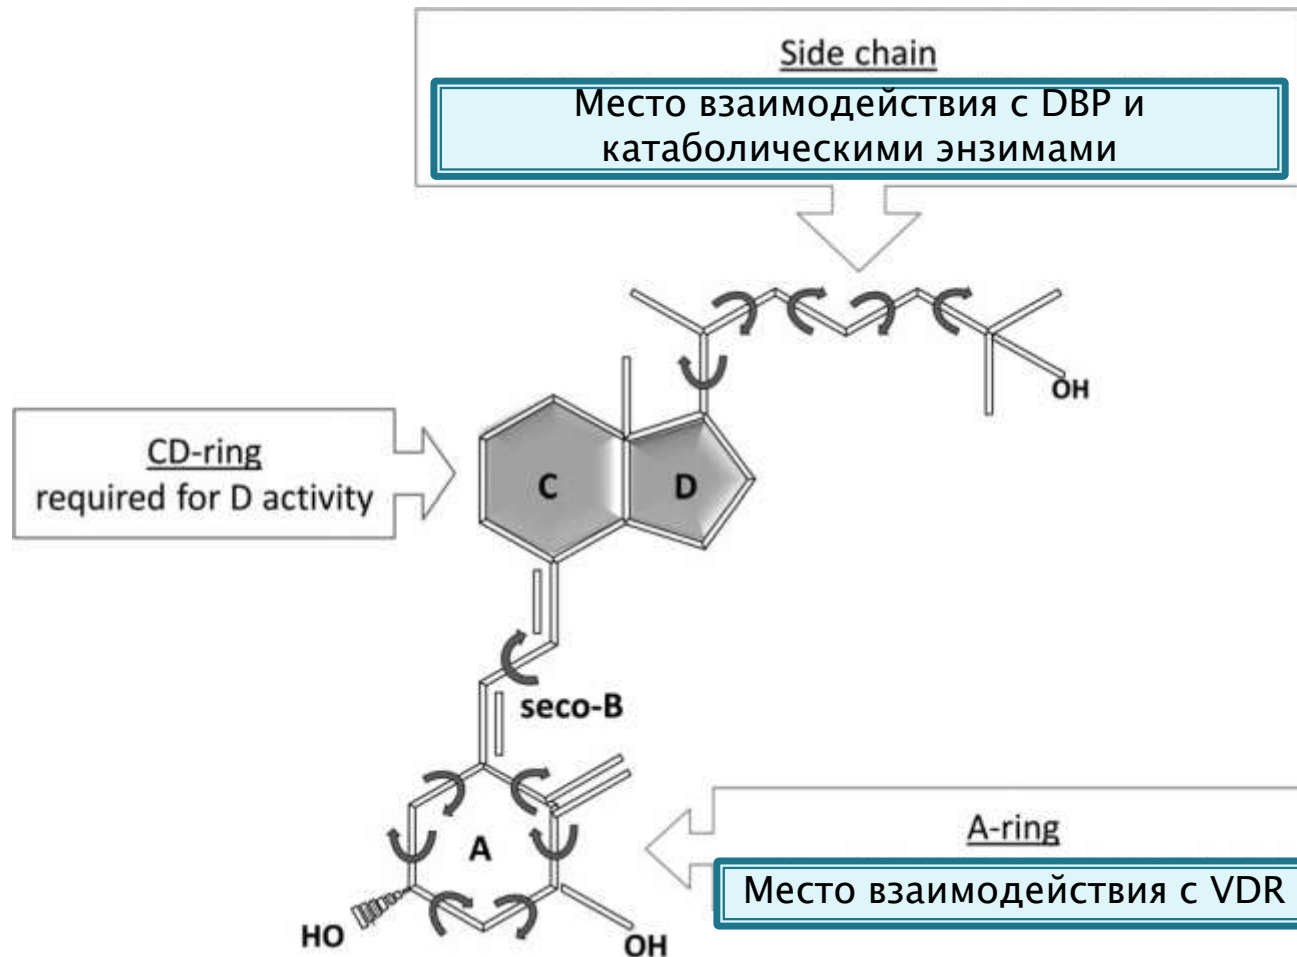 Side chain
Место взаимодействия с DBP и
катаболическими энзимами
OH
CD-ring
required for D activity
C
D
seco-B
A
A-ring
Место взаимодействия с VDR
HO
OH